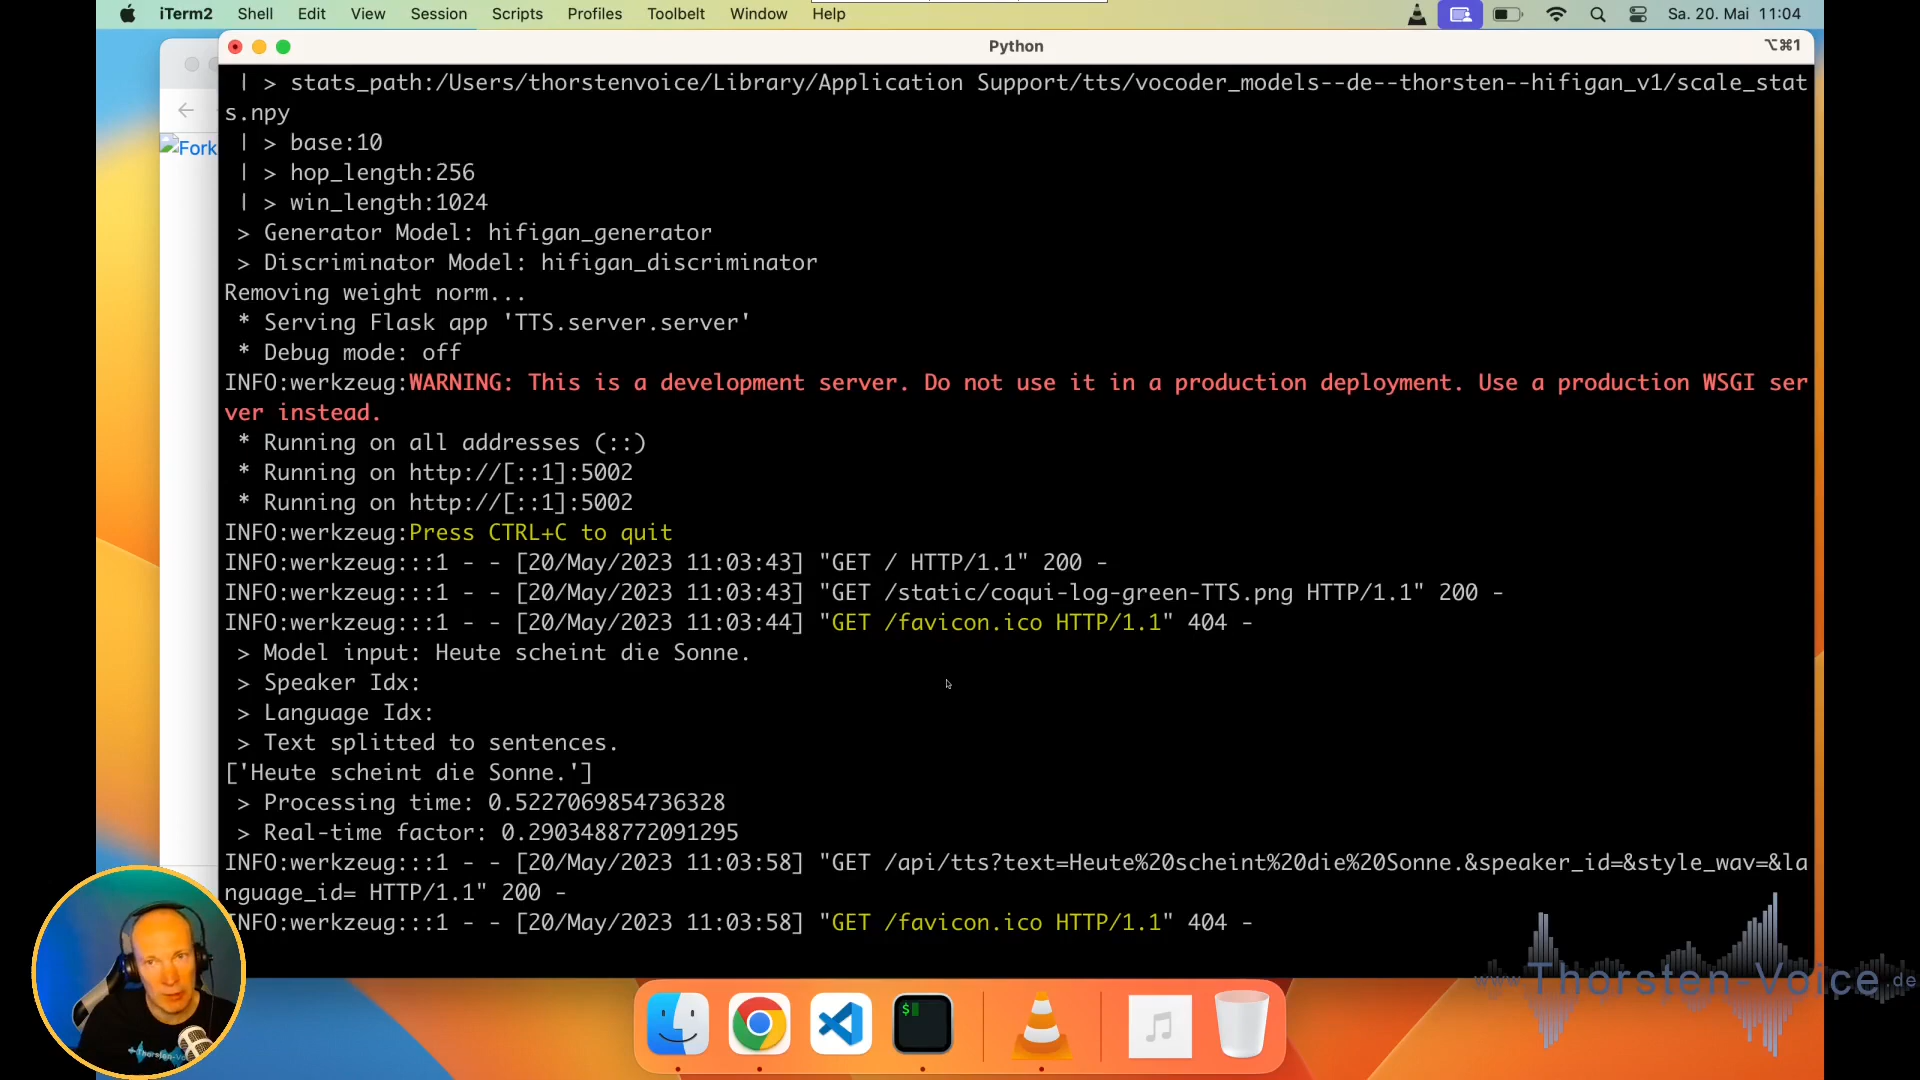 iTerm2 Shell Edit View Session Scripts Profiles Toolbelt Window Help Sa. 20. Mai 11:04
Python ⌥⌘1
Fork
| > stats_path:/Users/thorstenvoice/Library/Application Support/tts/vocoder_models--de--thorsten--hifigan_v1/scale_stat
s.npy
| > base:10
| > hop_length:256
| > win_length:1024
> Generator Model: hifigan_generator
> Discriminator Model: hifigan_discriminator
Removing weight norm...
* Serving Flask app 'TTS.server.server'
* Debug mode: off
INFO:werkzeug:WARNING: This is a development server. Do not use it in a production deployment. Use a production WSGI ser
ver instead.
* Running on all addresses (::)
* Running on http://[::1]:5002
* Running on http://[::1]:5002
INFO:werkzeug:Press CTRL+C to quit
INFO:werkzeug:::1 - - [20/May/2023 11:03:43] "GET / HTTP/1.1" 200 -
INFO:werkzeug:::1 - - [20/May/2023 11:03:43] "GET /static/coqui-log-green-TTS.png HTTP/1.1" 200 -
INFO:werkzeug:::1 - - [20/May/2023 11:03:44] "GET /favicon.ico HTTP/1.1" 404 -
> Model input: Heute scheint die Sonne.
> Speaker Idx:
> Language Idx:
> Text splitted to sentences.
['Heute scheint die Sonne.']
> Processing time: 0.5227069854736328
> Real-time factor: 0.2903488772091295
INFO:werkzeug:::1 - - [20/May/2023 11:03:58] "GET /api/tts?text=Heute%20scheint%20die%20Sonne.&speaker_id=&style_wav=&la
nguage_id= HTTP/1.1" 200 -
INFO:werkzeug:::1 - - [20/May/2023 11:03:58] "GET /favicon.ico HTTP/1.1" 404 -
www.Thorsten-Voice.de
$